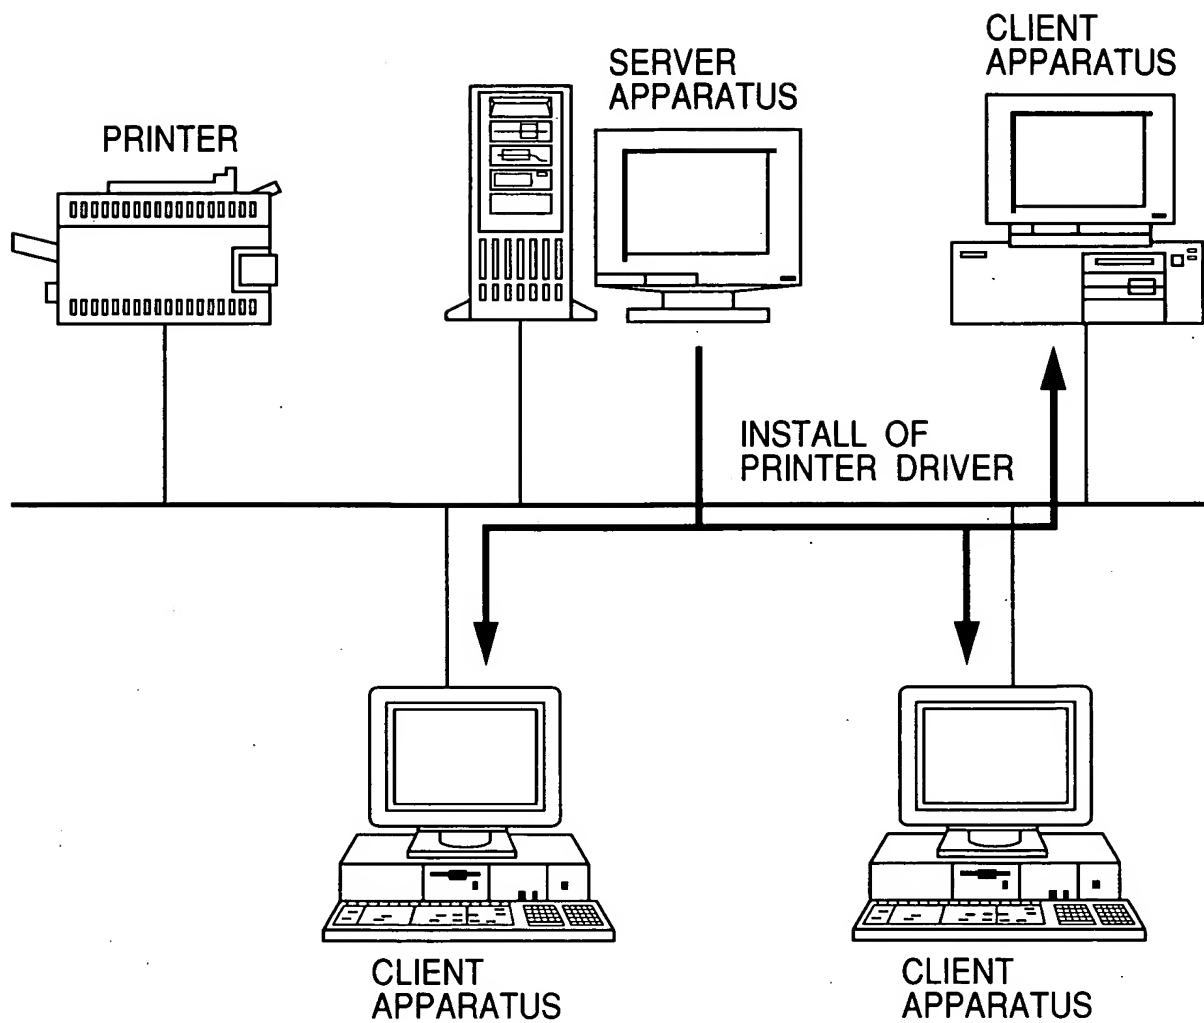 CLIENT
APPARATUS
SERVER
APPARATUS
PRINTER
INSTALL OF
PRINTER DRIVER
CLIENT
APPARATUS
CLIENT
APPARATUS